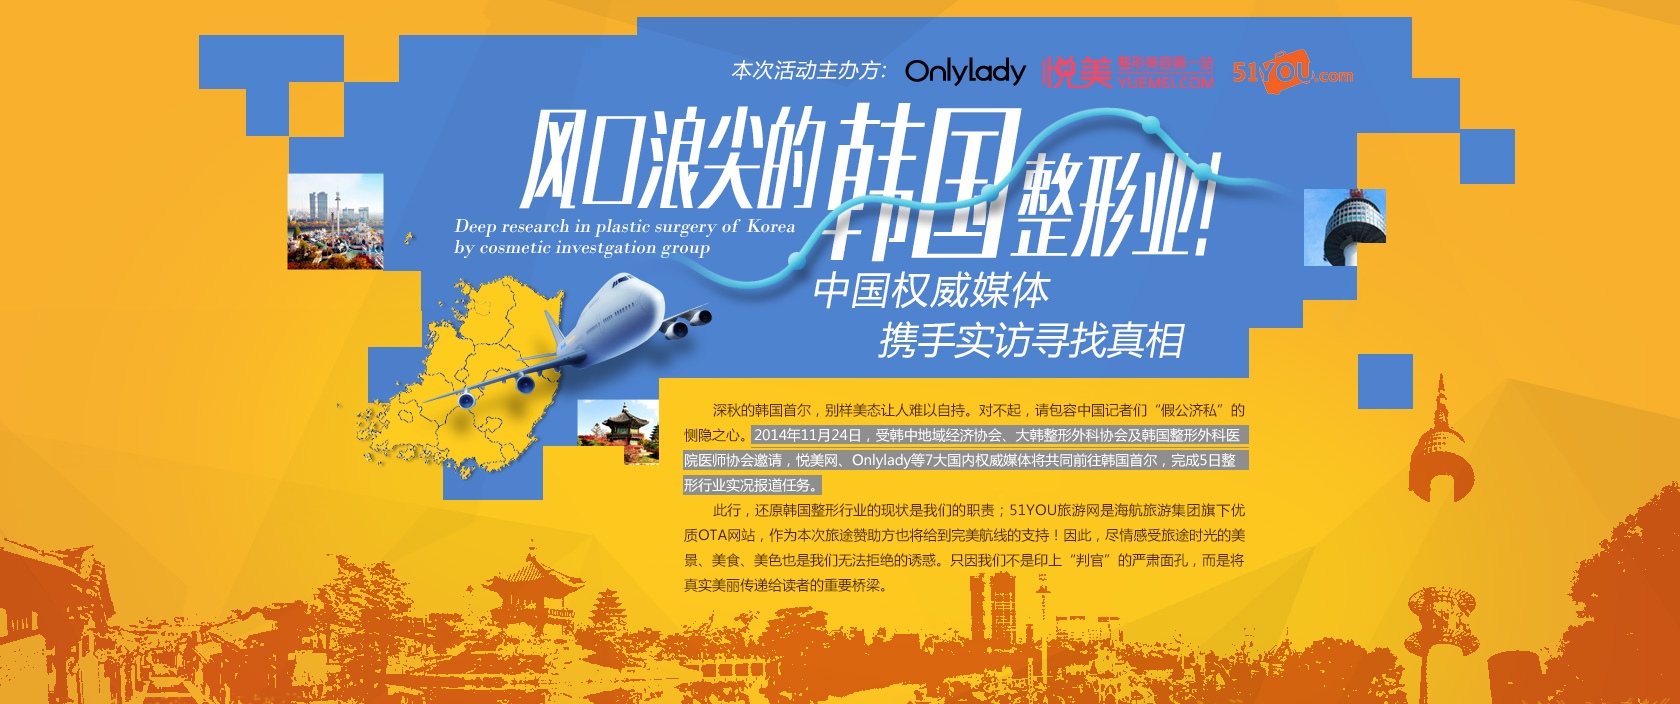 本次活动主办方: OnlyLady 悦美 整形美容第一站 YUEMEI.COM 51YOU.com
风口浪尖的韩国整形业!
Deep research in plastic surgery of Korea
by cosmetic investgation group
中国权威媒体
携手实访寻找真相
深秋的韩国首尔，别样美态让人难以自持。对不起，请包容中国记者们“假公济私”的
恻隐之心。2014年11月24日，受韩中地域经济协会、大韩整形外科协会及韩国整形外科医
院医师协会邀请，悦美网、Onlylady等7大国内权威媒体将共同前往韩国首尔，完成5日整
形行业实况报道任务。
此行，还原韩国整形行业的现状是我们的职责；51YOU旅游网是海航旅游集团旗下优
质OTA网站，作为本次旅途赞助方也将给到完美航线的支持！因此，尽情感受旅途时光的美
景、美食、美色也是我们无法拒绝的诱惑。只因我们不是印上“判官”的严肃面孔，而是将
真实美丽传递给读者的重要桥梁。